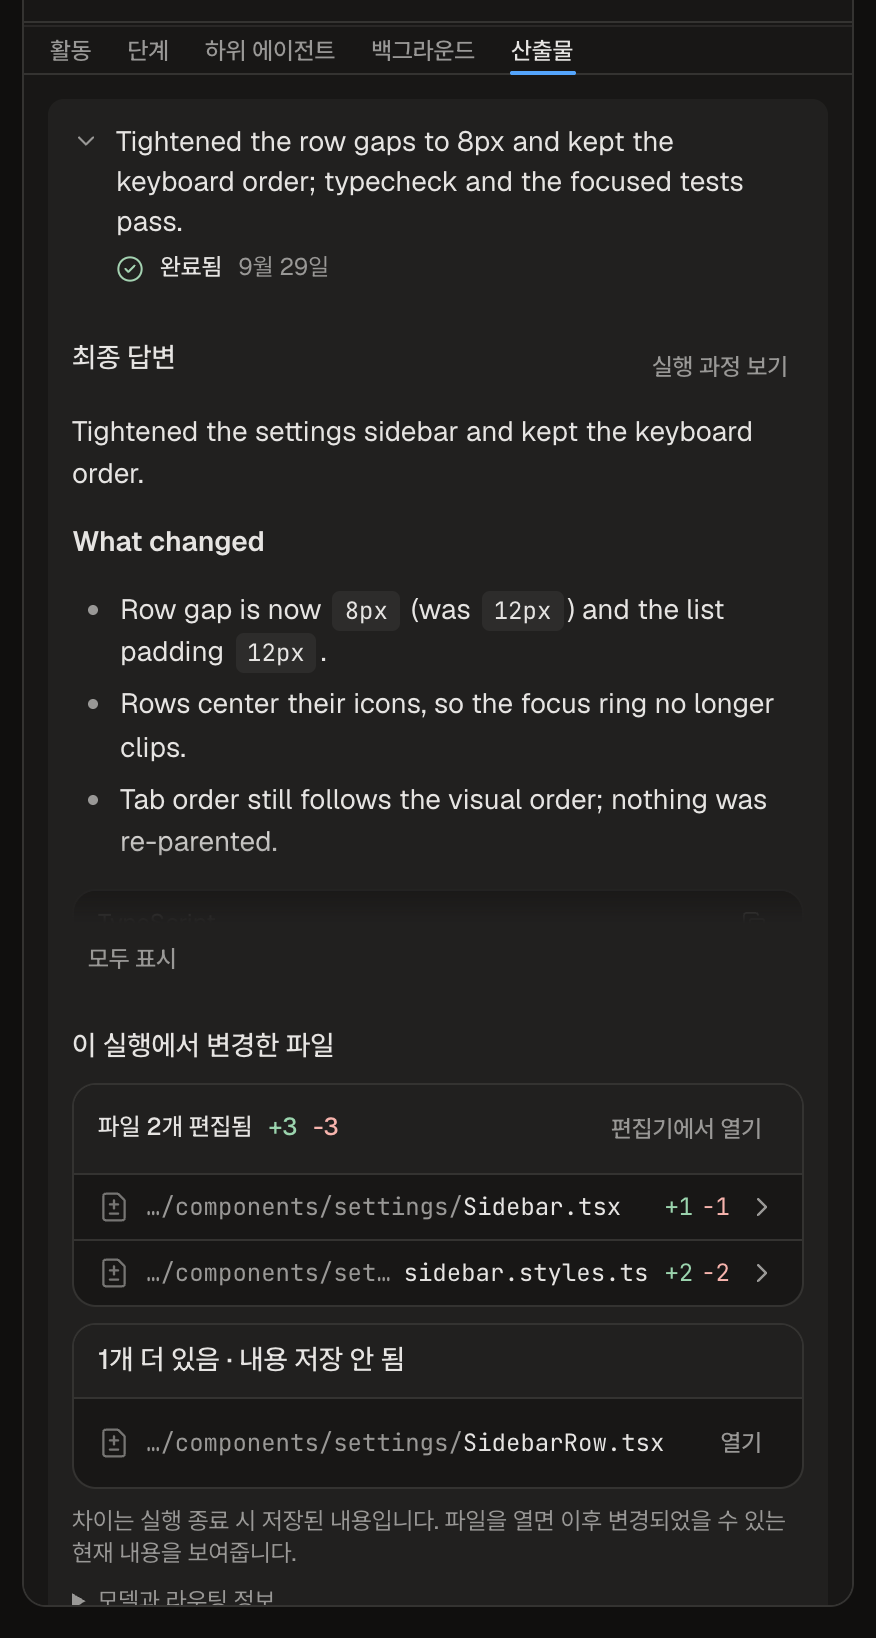 활동 단계 하위 에이전트 백그라운드 산출물
Tightened the row gaps to 8px and kept the
keyboard order; typecheck and the focused tests
pass.
완료됨 9월 29일
최종 답변
실행 과정 보기
Tightened the settings sidebar and kept the keyboard
order.
What changed
Row gap is now 8px (was 12px) and the list
padding 12px.
Rows center their icons, so the focus ring no longer
clips.
Tab order still follows the visual order; nothing was
re-parented.
TypeScript
모두 표시
이 실행에서 변경한 파일
파일 2개 편집됨 +3 -3 편집기에서 열기
…/components/settings/Sidebar.tsx +1 -1
…/components/set… sidebar.styles.ts +2 -2
1개 더 있음 · 내용 저장 안 됨
…/components/settings/SidebarRow.tsx 열기
차이는 실행 종료 시 저장된 내용입니다. 파일을 열면 이후 변경되었을 수 있는
현재 내용을 보여줍니다.
모델과 라우팅 정보